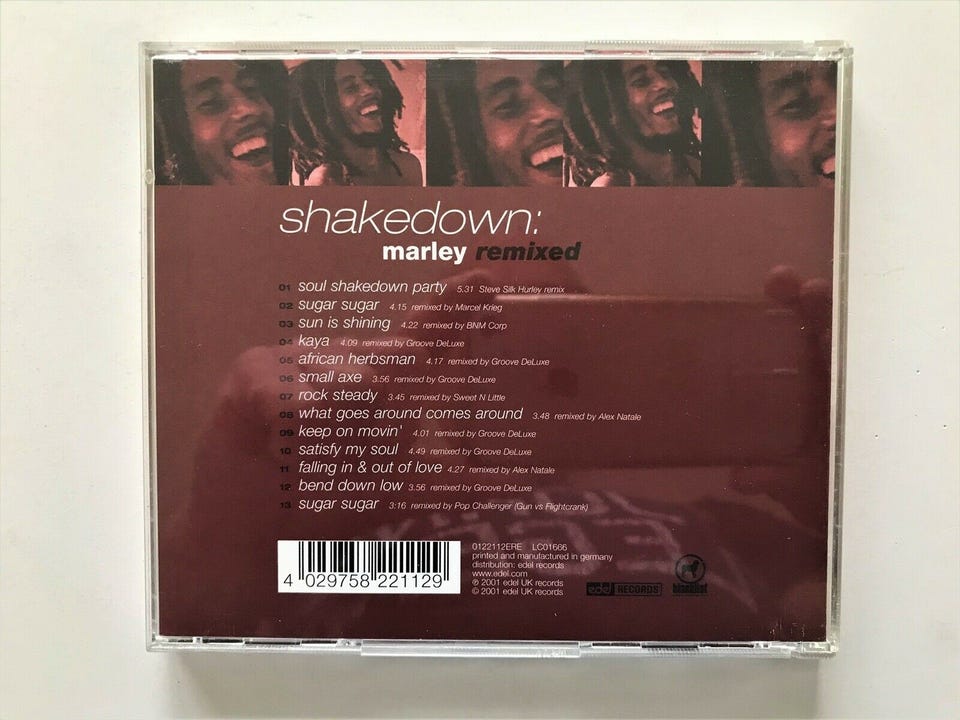 shakedown:
marley remixed
01 soul shakedown party 5.31 Steve Silk Hurley remix
02 sugar sugar 4.15 remixed by Marcel Krieg
03 sun is shining 4.22 remixed by BNM Corp
04 kaya 4.09 remixed by Groove DeLuxe
05 african herbsman 4.17 remixed by Groove DeLuxe
06 small axe 3.56 remixed by Groove DeLuxe
07 rock steady 3.45 remixed by Sweet N Little
08 what goes around comes around 3.48 remixed by Alex Natale
09 keep on movin' 4.01 remixed by Groove DeLuxe
10 satisfy my soul 4.49 remixed by Groove DeLuxe
11 falling in & out of love 4.27 remixed by Alex Natale
12 bend down low 3.56 remixed by Groove DeLuxe
13 sugar sugar 3:16 remixed by Pop Challenger (Gun vs Flightcrank)
4 029758 221129
0122112ERE LC01666
printed and manufactured in germany
distribution: edel records
www.edel.com
℗ 2001 edel UK records
© 2001 edel UK records
edel RECORDS